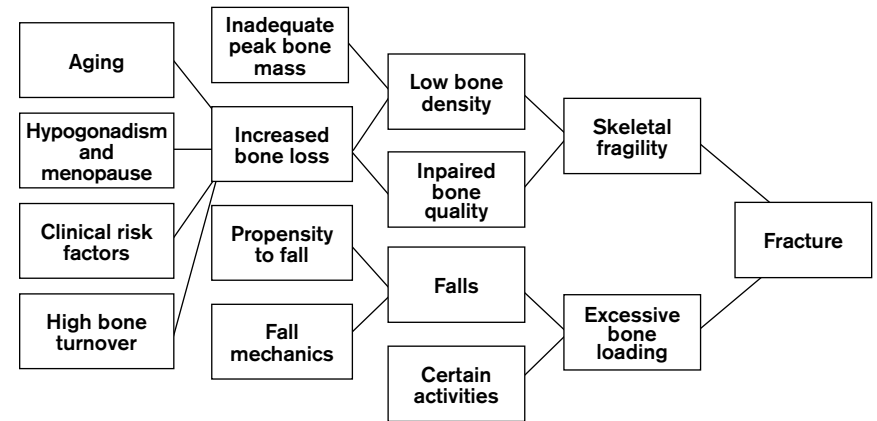 Aging
Hypogonadism
and
menopause
Clinical risk
factors
High bone
turnover
Inadequate
peak bone
mass
Increased
bone loss
Propensity
to fall
Fall
mechanics
Low bone
density
Inpaired
bone
quality
Falls
Certain
activities
Skeletal
fragility
Excessive
bone
loading
Fracture